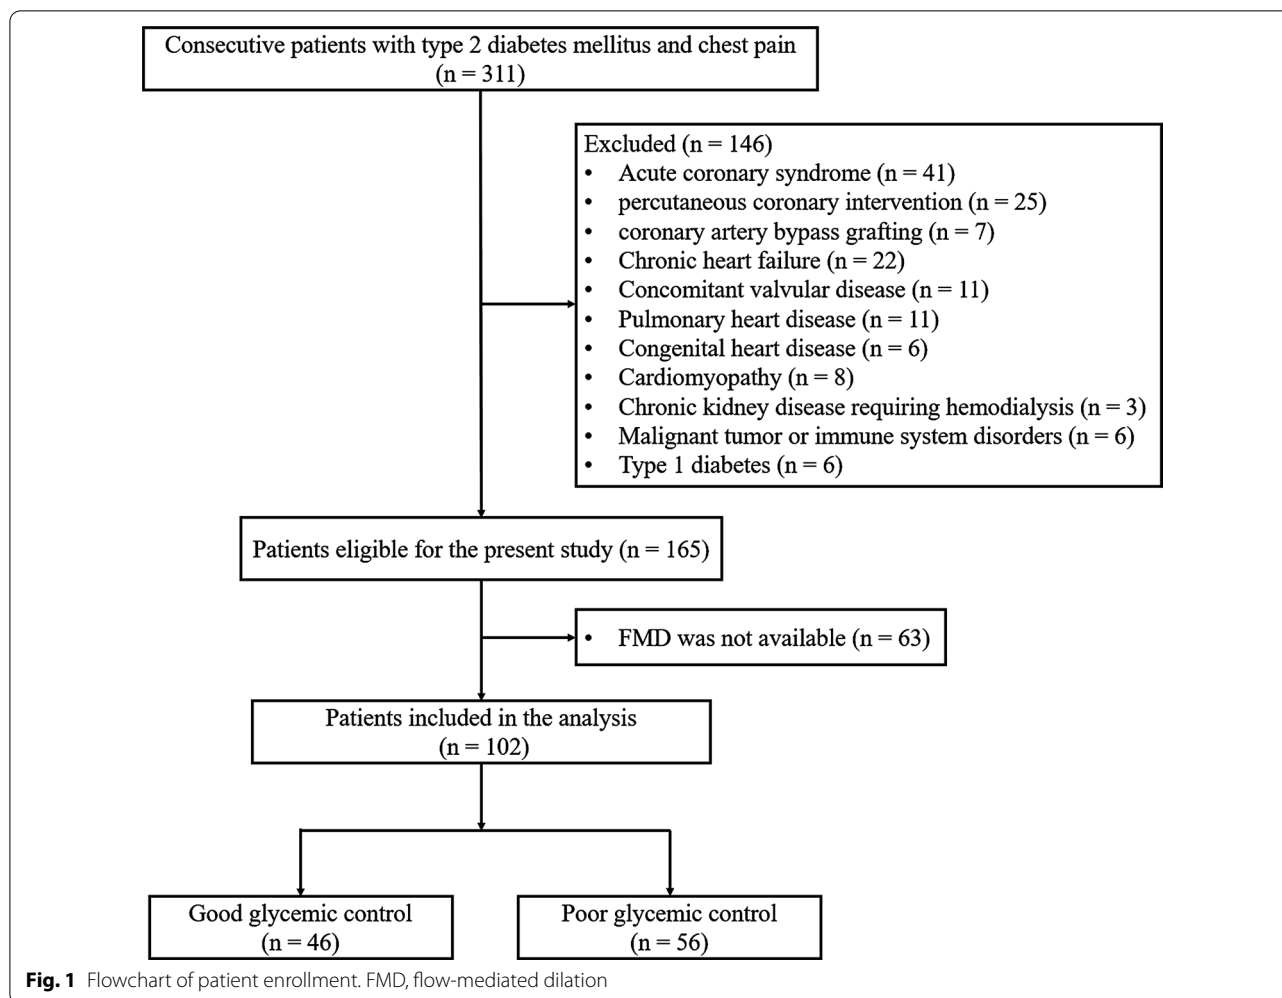 Consecutive patients with type 2 diabetes mellitus and chest pain
(n = 311)
Excluded (n = 146)
• Acute coronary syndrome (n = 41)
• percutaneous coronary intervention (n = 25)
• coronary artery bypass grafting (n = 7)
• Chronic heart failure (n = 22)
• Concomitant valvular disease (n = 11)
• Pulmonary heart disease (n = 11)
• Congenital heart disease (n = 6)
• Cardiomyopathy (n = 8)
• Chronic kidney disease requiring hemodialysis (n = 3)
• Malignant tumor or immune system disorders (n = 6)
• Type 1 diabetes (n = 6)
Patients eligible for the present study (n = 165)
• FMD was not available (n = 63)
Patients included in the analysis
(n = 102)
Good glycemic control
(n = 46)
Poor glycemic control
(n = 56)
Fig. 1 Flowchart of patient enrollment. FMD, flow-mediated dilation